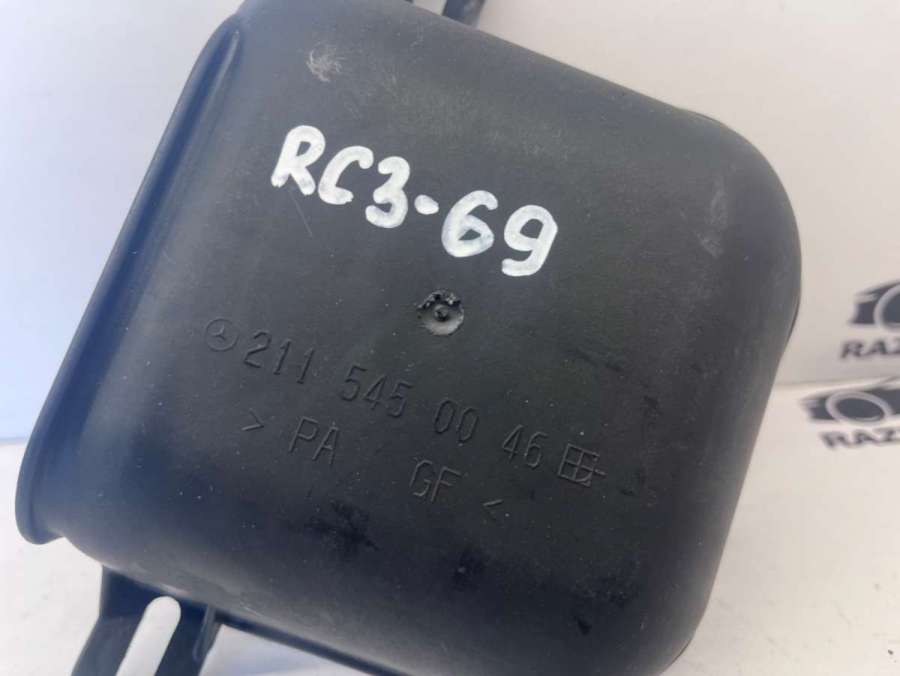 RC3-69
211 545 00 46
> PA GF <
RAZ
RAZ